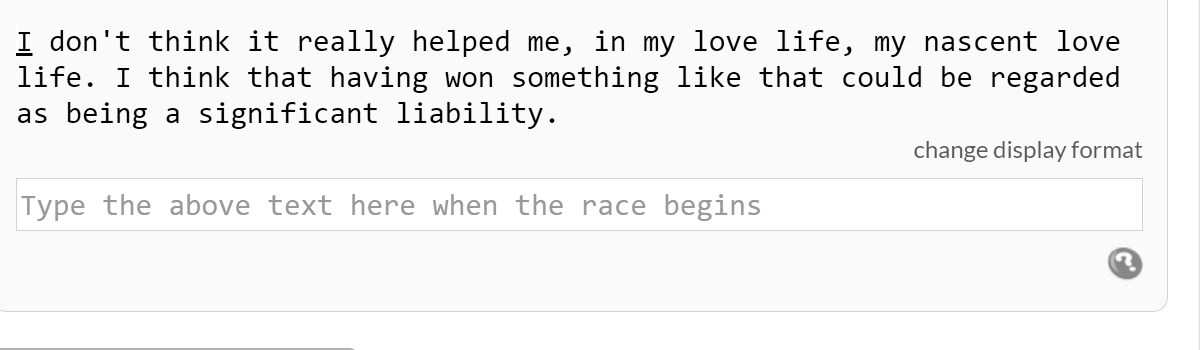 I don't think it really helped me, in my love life, my nascent love
life. I think that having won something like that could be regarded
as being a significant liability.
change display format
Type the above text here when the race begins
?